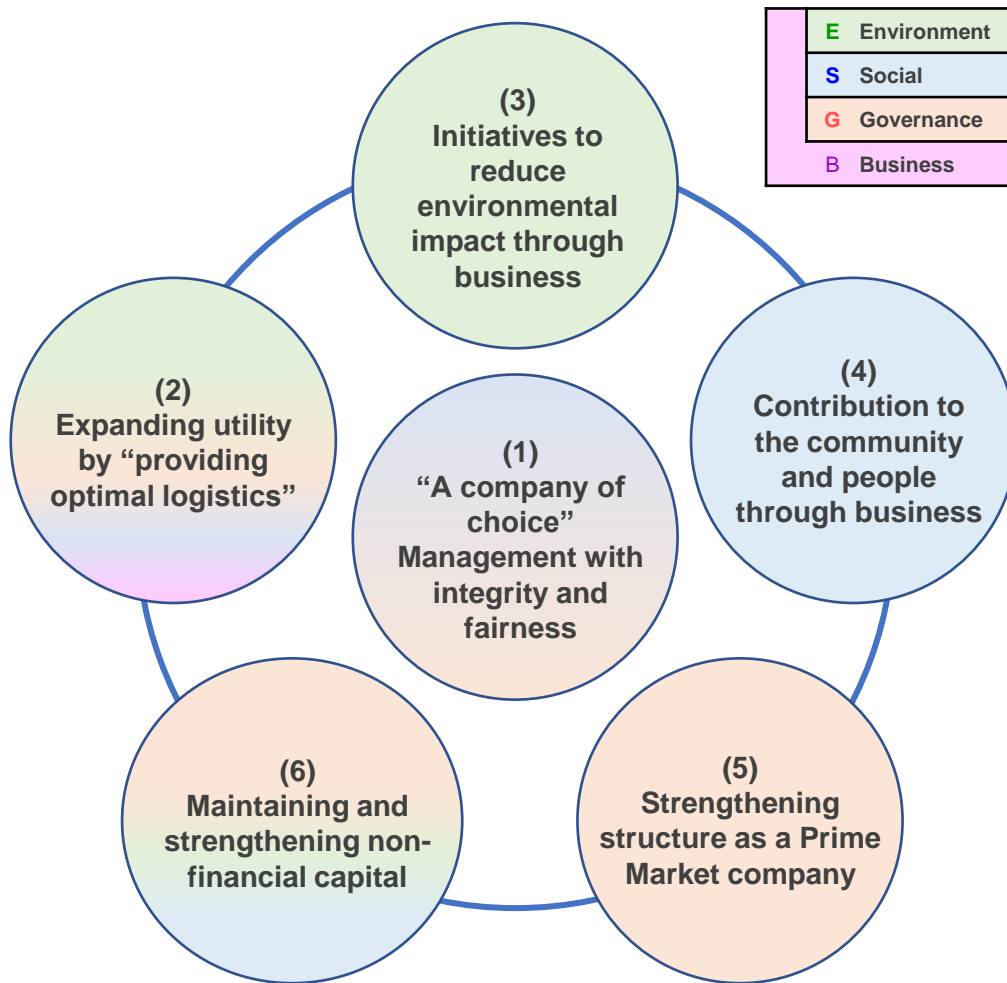 E Environment
S Social
G Governance
B Business
(3)
Initiatives to
reduce
environmental
impact through
business
(2)
Expanding utility
by “providing
optimal logistics”
(4)
Contribution to
the community
and people
through business
(1)
“A company of
choice”
Management with
integrity and
fairness
(6)
Maintaining and
strengthening non-
financial capital
(5)
Strengthening
structure as a Prime
Market company